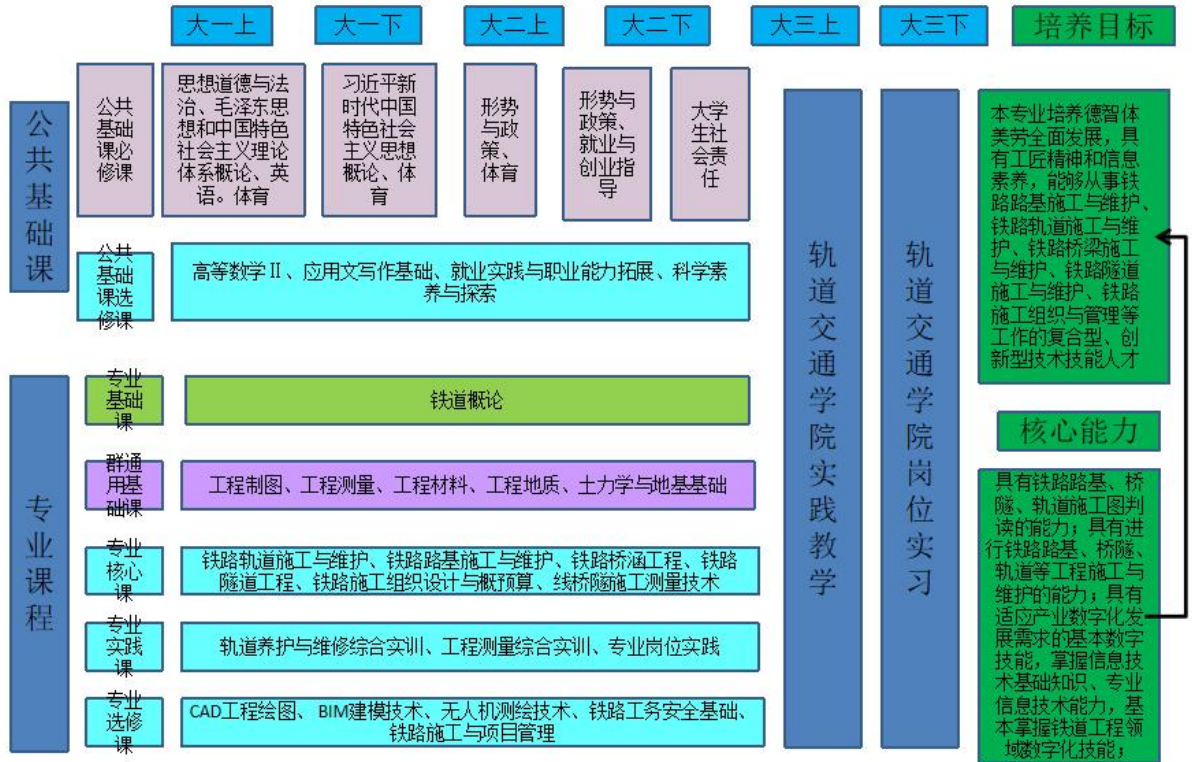 大一上
大一下
大二上
大二下
大三上
大三下
培养目标
公共基础课
公共
基础
课必
修课
思想道德与法
治、毛泽东思
想和中国特色
社会主义理论
体系概论、英
语。体育
习近平新
时代中国
特色社会
主义思想
概论、体
育
形势
与政
策、
体育
形势与
政策、
就业与
创业指
导
大学
生社
会责
任
公共
基础
课选
修课
高等数学Ⅱ、应用文写作基础、就业实践与职业能力拓展、科学素
养与探索
专业课程
专业
基础
课
铁道概论
群通
用基
础课
工程制图、工程测量、工程材料、工程地质、土力学与地基基础
专业
核心
课
铁路轨道施工与维护、铁路路基施工与维护、铁路桥涵工程、铁路
隧道工程、铁路施工组织设计与概预算、线桥隧施工测量技术
专业
实践
课
轨道养护与维修综合实训、工程测量综合实训、专业岗位实践
专业
选修
课
CAD工程绘图、BIM建模技术、无人机测绘技术、铁路工务安全基础、
铁路施工与项目管理
轨道交通学院实践教学
轨道交通学院岗位实习
本专业培养德智体
美劳全面发展，具
有工匠精神和信息
素养，能够从事铁
路路基施工与维护、
铁路轨道施工与维
护、铁路桥梁施工
与维护、铁路隧道
施工与维护、铁路
施工组织与管理等
工作的复合型、创
新型技术技能人才
核心能力
具有铁路路基、桥
隧、轨道施工图判
读的能力；具有进
行铁路路基、桥隧、
轨道等工程施工与
维护的能力；具有
适应产业数字化发
展需求的基本数字
技能，掌握信息技
术基础知识、专业
信息技术能力，基
本掌握铁道工程领
域数字化技能；